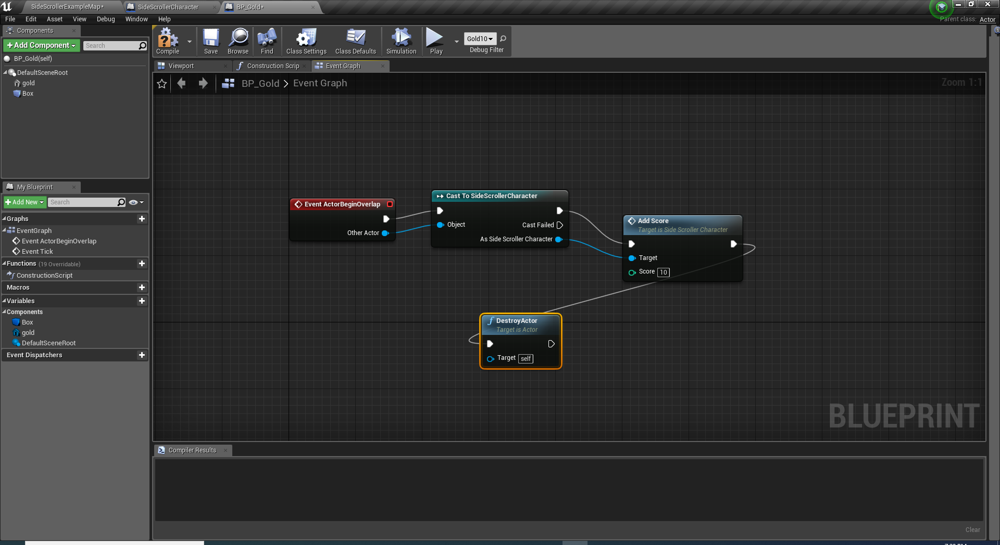 SideScrollerExampleMap*
SideScrollerCharacter
BP_Gold*
File Edit Asset View Debug Window Help
Parent class: Actor
Components
+ Add Component
Search
BP_Gold(self)
DefaultSceneRoot
gold
Box
Compile
Save
Browse
Find
Class Settings
Class Defaults
Simulation
Play
Gold10
Debug Filter
Viewport
Construction Scrip
Event Graph
BP_Gold > Event Graph
Zoom 1:1
My Blueprint
+ Add New
Search
Graphs
EventGraph
Event ActorBeginOverlap
Event Tick
Functions (19 Overridable)
ConstructionScript
Macros
Variables
Components
Box
gold
DefaultSceneRoot
Event Dispatchers
Event ActorBeginOverlap
Other Actor
Cast To SideScrollerCharacter
Object
Cast Failed
As Side Scroller Character
Add Score
Target is Side Scroller Character
Target
Score 10
DestroyActor
Target is Actor
Target self
BLUEPRINT
Compiler Results
Clear